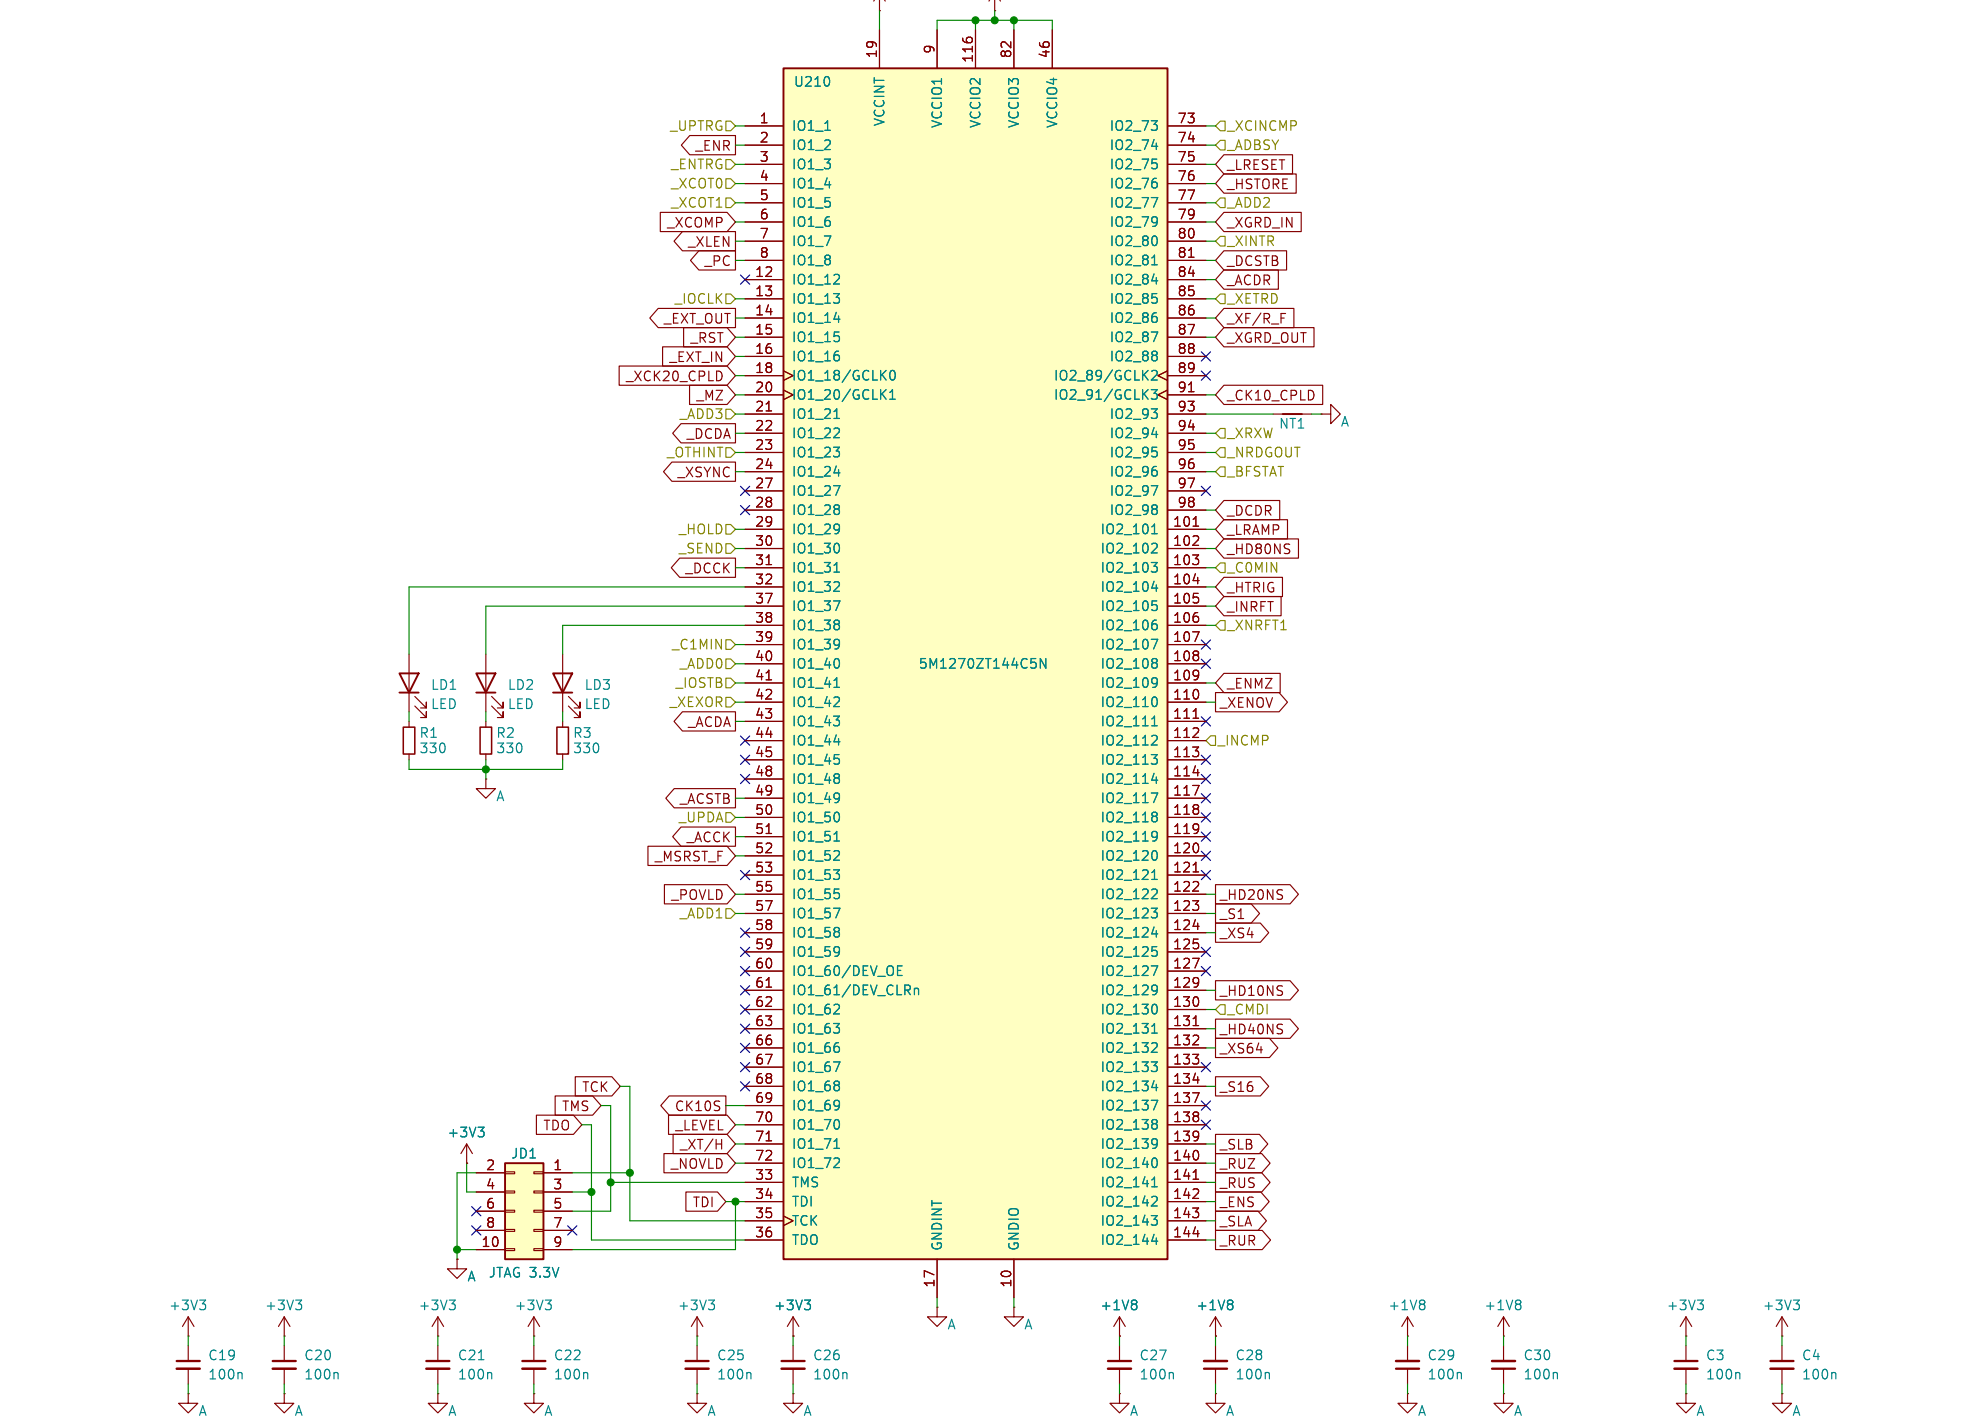 19 9 116 82 46
U210
VCCINT VCCIO1 VCCIO2 VCCIO3 VCCIO4
_UPTRG 1 IO1_1 IO2_73 73 _XCINCMP
_ENR 2 IO1_2 IO2_74 74 _ADBSY
_ENTRG 3 IO1_3 IO2_75 75 _LRESET
_XCOT0 4 IO1_4 IO2_76 76 _HSTORE
_XCOT1 5 IO1_5 IO2_77 77 _ADD2
_XCOMP 6 IO1_6 IO2_79 79 _XGRD_IN
_XLEN 7 IO1_7 IO2_80 80 _XINTR
_PC 8 IO1_8 IO2_81 81 _DCSTB
12 IO1_12 IO2_84 84 _ACDR
_IOCLK 13 IO1_13 IO2_85 85 _XETRD
_EXT_OUT 14 IO1_14 IO2_86 86 _XF/R_F
_RST 15 IO1_15 IO2_87 87 _XGRD_OUT
_EXT_IN 16 IO1_16 IO2_88 88
_XCK20_CPLD 18 IO1_18/GCLK0 IO2_89/GCLK2 89
_MZ 20 IO1_20/GCLK1 IO2_91/GCLK3 91 _CK10_CPLD
_ADD3 21 IO1_21 IO2_93 93 NT1 A
_DCDA 22 IO1_22 IO2_94 94 _XRXW
_OTHINT 23 IO1_23 IO2_95 95 _NRDGOUT
_XSYNC 24 IO1_24 IO2_96 96 _BFSTAT
27 IO1_27 IO2_97 97
28 IO1_28 IO2_98 98 _DCDR
_HOLD 29 IO1_29 IO2_101 101 _LRAMP
_SEND 30 IO1_30 IO2_102 102 _HD80NS
_DCCK 31 IO1_31 IO2_103 103 _C0MIN
32 IO1_32 IO2_104 104 _HTRIG
37 IO1_37 IO2_105 105 _INRFT
38 IO1_38 IO2_106 106 _XNRFT1
_C1MIN 39 IO1_39 IO2_107 107
_ADD0 40 IO1_40 5M1270ZT144C5N IO2_108 108
LD1 LD2 LD3 _IOSTB 41 IO1_41 IO2_109 109 _ENMZ
LED LED LED _XEXOR 42 IO1_42 IO2_110 110 _XENOV
_ACDA 43 IO1_43 IO2_111 111
R1 R2 R3
330 330 330 44 IO1_44 IO2_112 112 _INCMP
45 IO1_45 IO2_113 113
48 IO1_48 IO2_114 114
A _ACSTB 49 IO1_49 IO2_117 117
_UPDA 50 IO1_50 IO2_118 118
_ACCK 51 IO1_51 IO2_119 119
_MSRST_F 52 IO1_52 IO2_120 120
53 IO1_53 IO2_121 121
_POVLD 55 IO1_55 IO2_122 122 _HD20NS
_ADD1 57 IO1_57 IO2_123 123 _S1
58 IO1_58 IO2_124 124 _XS4
59 IO1_59 IO2_125 125
60 IO1_60/DEV_OE IO2_127 127
61 IO1_61/DEV_CLRn IO2_129 129 _HD10NS
62 IO1_62 IO2_130 130 _CMDI
63 IO1_63 IO2_131 131 _HD40NS
66 IO1_66 IO2_132 132 _XS64
67 IO1_67 IO2_133 133
TCK 68 IO1_68 IO2_134 134 _S16
TMS CK10S 69 IO1_69 IO2_137 137
TDO _LEVEL 70 IO1_70 IO2_138 138
+3V3 _XT/H 71 IO1_71 IO2_139 139 _SLB
JD1
2 1 _NOVLD 72 IO1_72 IO2_140 140 _RUZ
4 3 TMS 33 IO2_141 141 _RUS
6 5 TDI 34 TDI IO2_142 142 _ENS
8 7 35 TCK IO2_143 143 _SLA
10 9 36 TDO IO2_144 144 _RUR
GNDINT GNDIO
A JTAG 3.3V 17 10
+3V3 +3V3 +3V3 +3V3 +3V3 +3V3 +1V8 +1V8 +1V8 +1V8 +3V3 +3V3
A A
C19 C20 C21 C22 C25 C26 C27 C28 C29 C30 C3 C4
100n 100n 100n 100n 100n 100n 100n 100n 100n 100n 100n 100n
A A A A A A A A A A A A